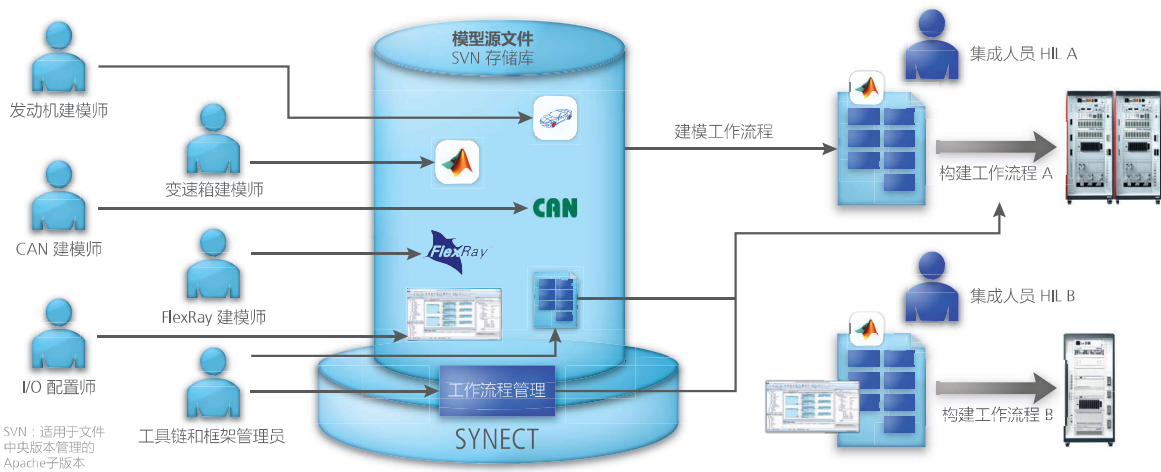 模型源文件
SVN 存储库
发动机建模师
变速箱建模师
CAN 建模师
FlexRay 建模师
I/O 配置师
工具链和框架管理员
SVN：适用于文件
中央版本管理的
Apache子版本
CAN
FlexRay
工作流程管理
SYNECT
建模工作流程
集成人员 HIL A
构建工作流程 A
集成人员 HIL B
构建工作流程 B